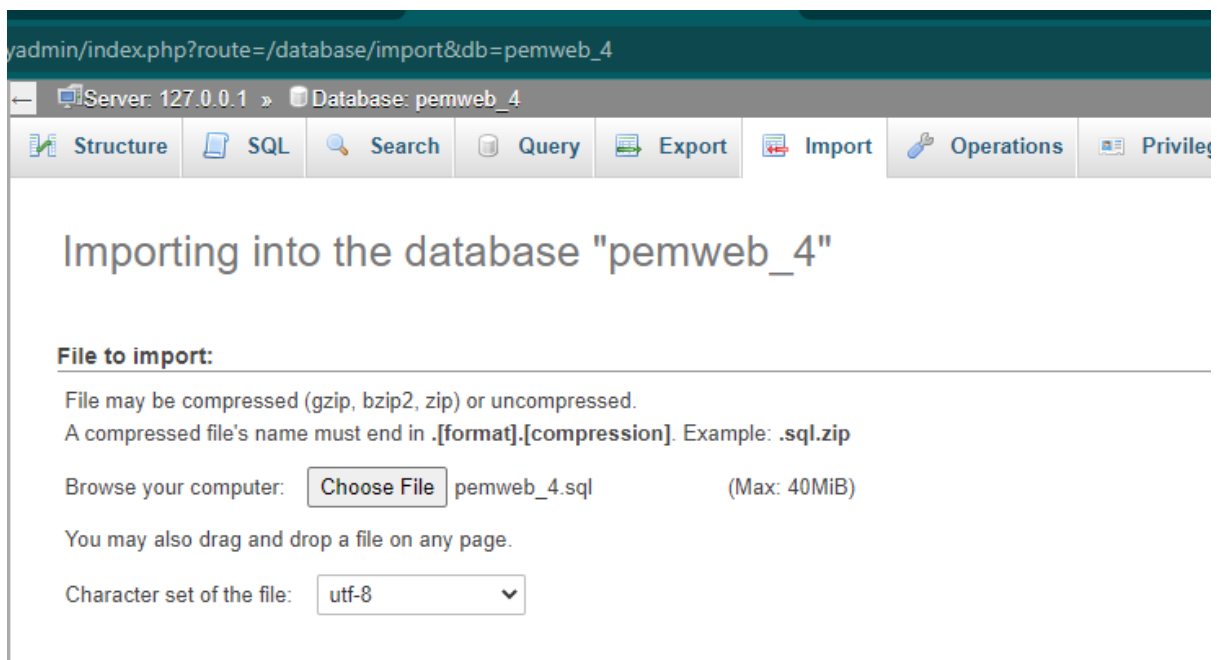 yadmin/index.php?route=/database/import&db=pemweb_4
← Server: 127.0.0.1 » Database: pemweb_4
Structure SQL Search Query Export Import Operations Privileg
Importing into the database "pemweb_4"
File to import:
File may be compressed (gzip, bzip2, zip) or uncompressed.
A compressed file's name must end in .[format].[compression]. Example: .sql.zip
Browse your computer: Choose File pemweb_4.sql (Max: 40MiB)
You may also drag and drop a file on any page.
Character set of the file: utf-8